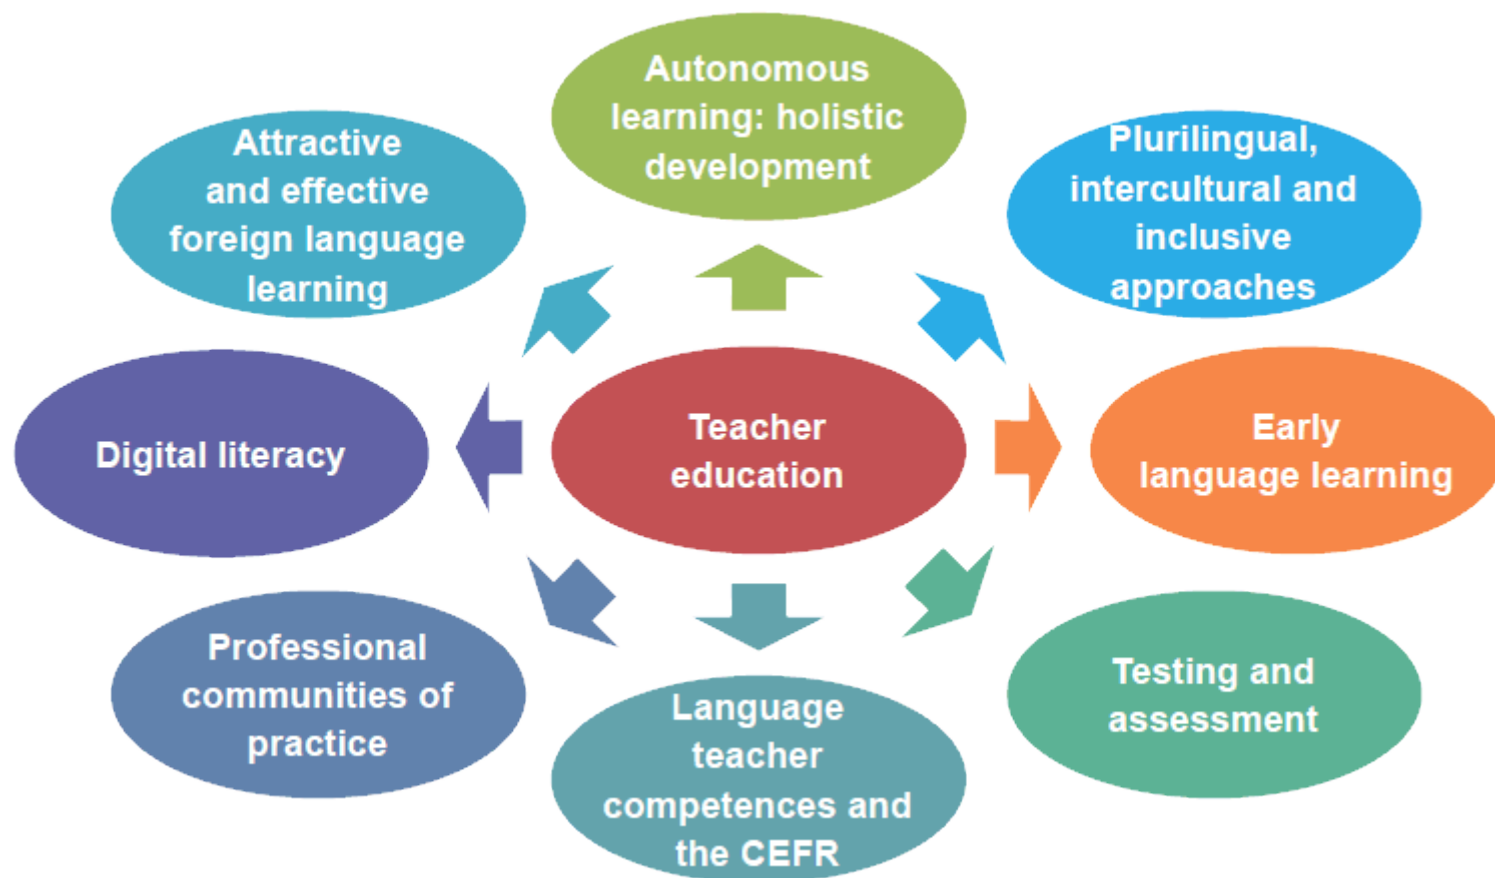 Autonomous
learning: holistic
development
Attractive
and effective
foreign language
learning
Plurilingual,
intercultural and
inclusive
approaches
Digital literacy
Teacher
education
Early
language learning
Professional
communities of
practice
Language
teacher
competences and
the CEFR
Testing and
assessment